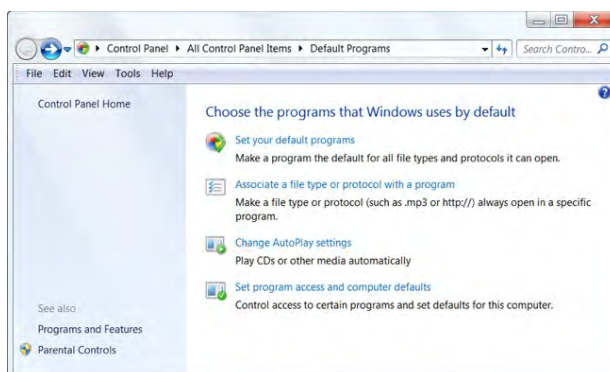 Control Panel ▸ All Control Panel Items ▸ Default Programs
Search Contro...
File Edit View Tools Help
Control Panel Home
Choose the programs that Windows uses by default
Set your default programs
Make a program the default for all file types and protocols it can open.
Associate a file type or protocol with a program
Make a file type or protocol (such as .mp3 or http://) always open in a specific
program.
Change AutoPlay settings
Play CDs or other media automatically
Set program access and computer defaults
Control access to certain programs and set defaults for this computer.
See also
Programs and Features
Parental Controls